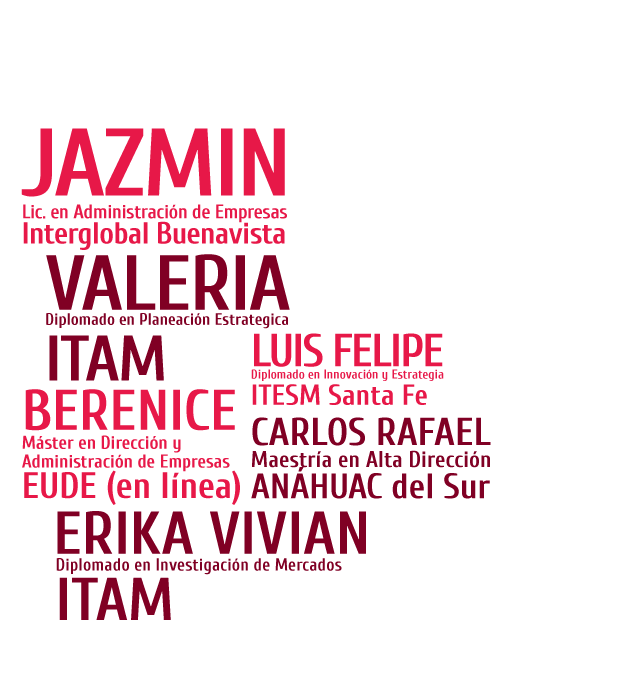 JAZMIN
Lic. en Administración de Empresas
Interglobal Buenavista
VALERIA
Diplomado en Planeación Estrategica
ITAM
LUIS FELIPE
Diplomado en Innovación y Estrategia
ITESM Santa Fe
BERENICE
Máster en Dirección y
Administración de Empresas
EUDE (en línea)
CARLOS RAFAEL
Maestría en Alta Dirección
ANÁHUAC del Sur
ERIKA VIVIAN
Diplomado en Investigación de Mercados
ITAM